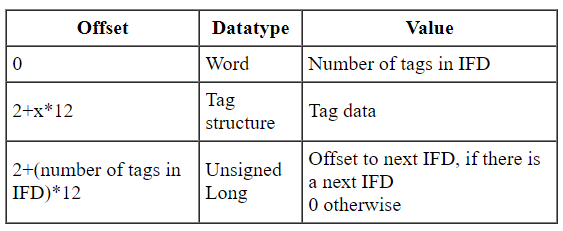 Offset Datatype Value
0 Word Number of tags in IFD
2+x*12 Tag structure Tag data
2+(number of tags in IFD)*12 Unsigned Long Offset to next IFD, if there is a next IFD
0 otherwise